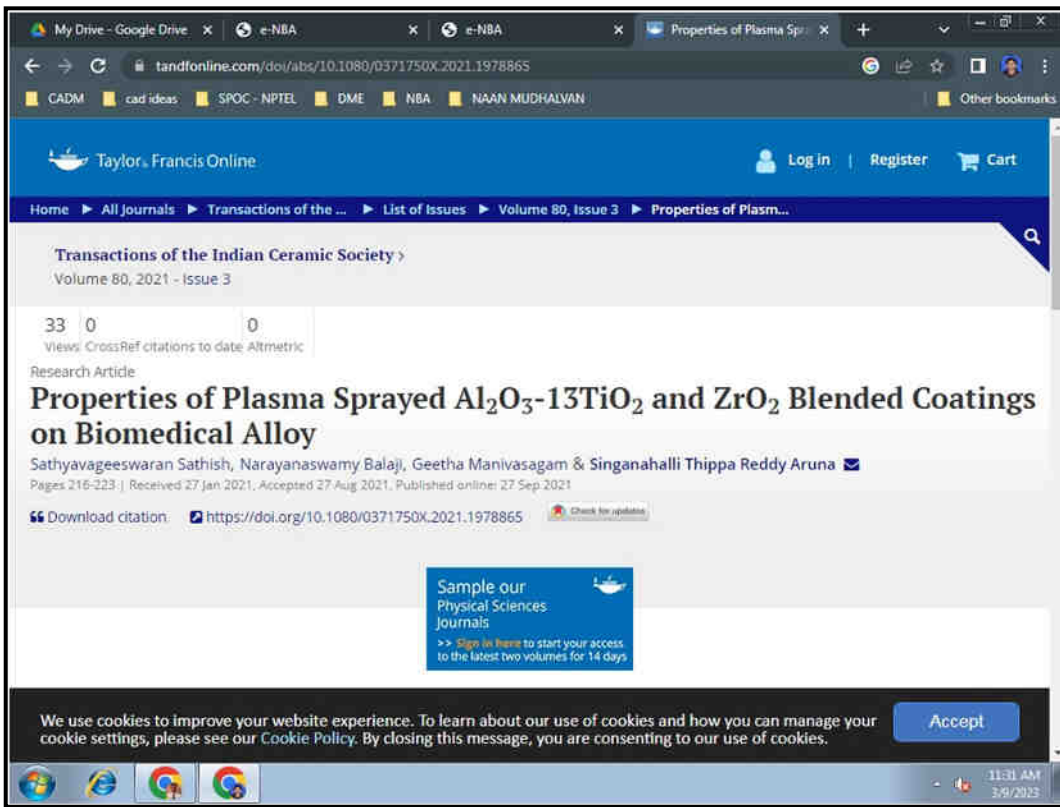 My Drive - Google Drive
e-NBA
e-NBA
Properties of Plasma Spr
tandfonline.com/doi/abs/10.1080/0371750X.2021.1978865
CADM cad ideas SPOC - NPTEL DME NBA NAAN MUDHALVAN Other bookmarks
Taylor & Francis Online Log in | Register Cart
Home ▶ All Journals ▶ Transactions of the ... ▶ List of Issues ▶ Volume 80, Issue 3 ▶ Properties of Plasm...
Transactions of the Indian Ceramic Society >
Volume 80, 2021 - Issue 3
33 0 0
Views CrossRef citations to date Altmetric
Research Article
Properties of Plasma Sprayed Al₂O₃-13TiO₂ and ZrO₂ Blended Coatings
on Biomedical Alloy
Sathyavageeswaran Sathish, Narayanaswamy Balaji, Geetha Manivasagam & Singanahalli Thippa Reddy Aruna
Pages 216-223 | Received 27 Jan 2021, Accepted 27 Aug 2021, Published online: 27 Sep 2021
Download citation https://doi.org/10.1080/0371750X.2021.1978865 Check for updates
Sample our
Physical Sciences
Journals
>> Sign in here to start your access
to the latest two volumes for 14 days
We use cookies to improve your website experience. To learn about our use of cookies and how you can manage your Accept
cookie settings, please see our Cookie Policy. By closing this message, you are consenting to our use of cookies.
11:31 AM
3/9/2023